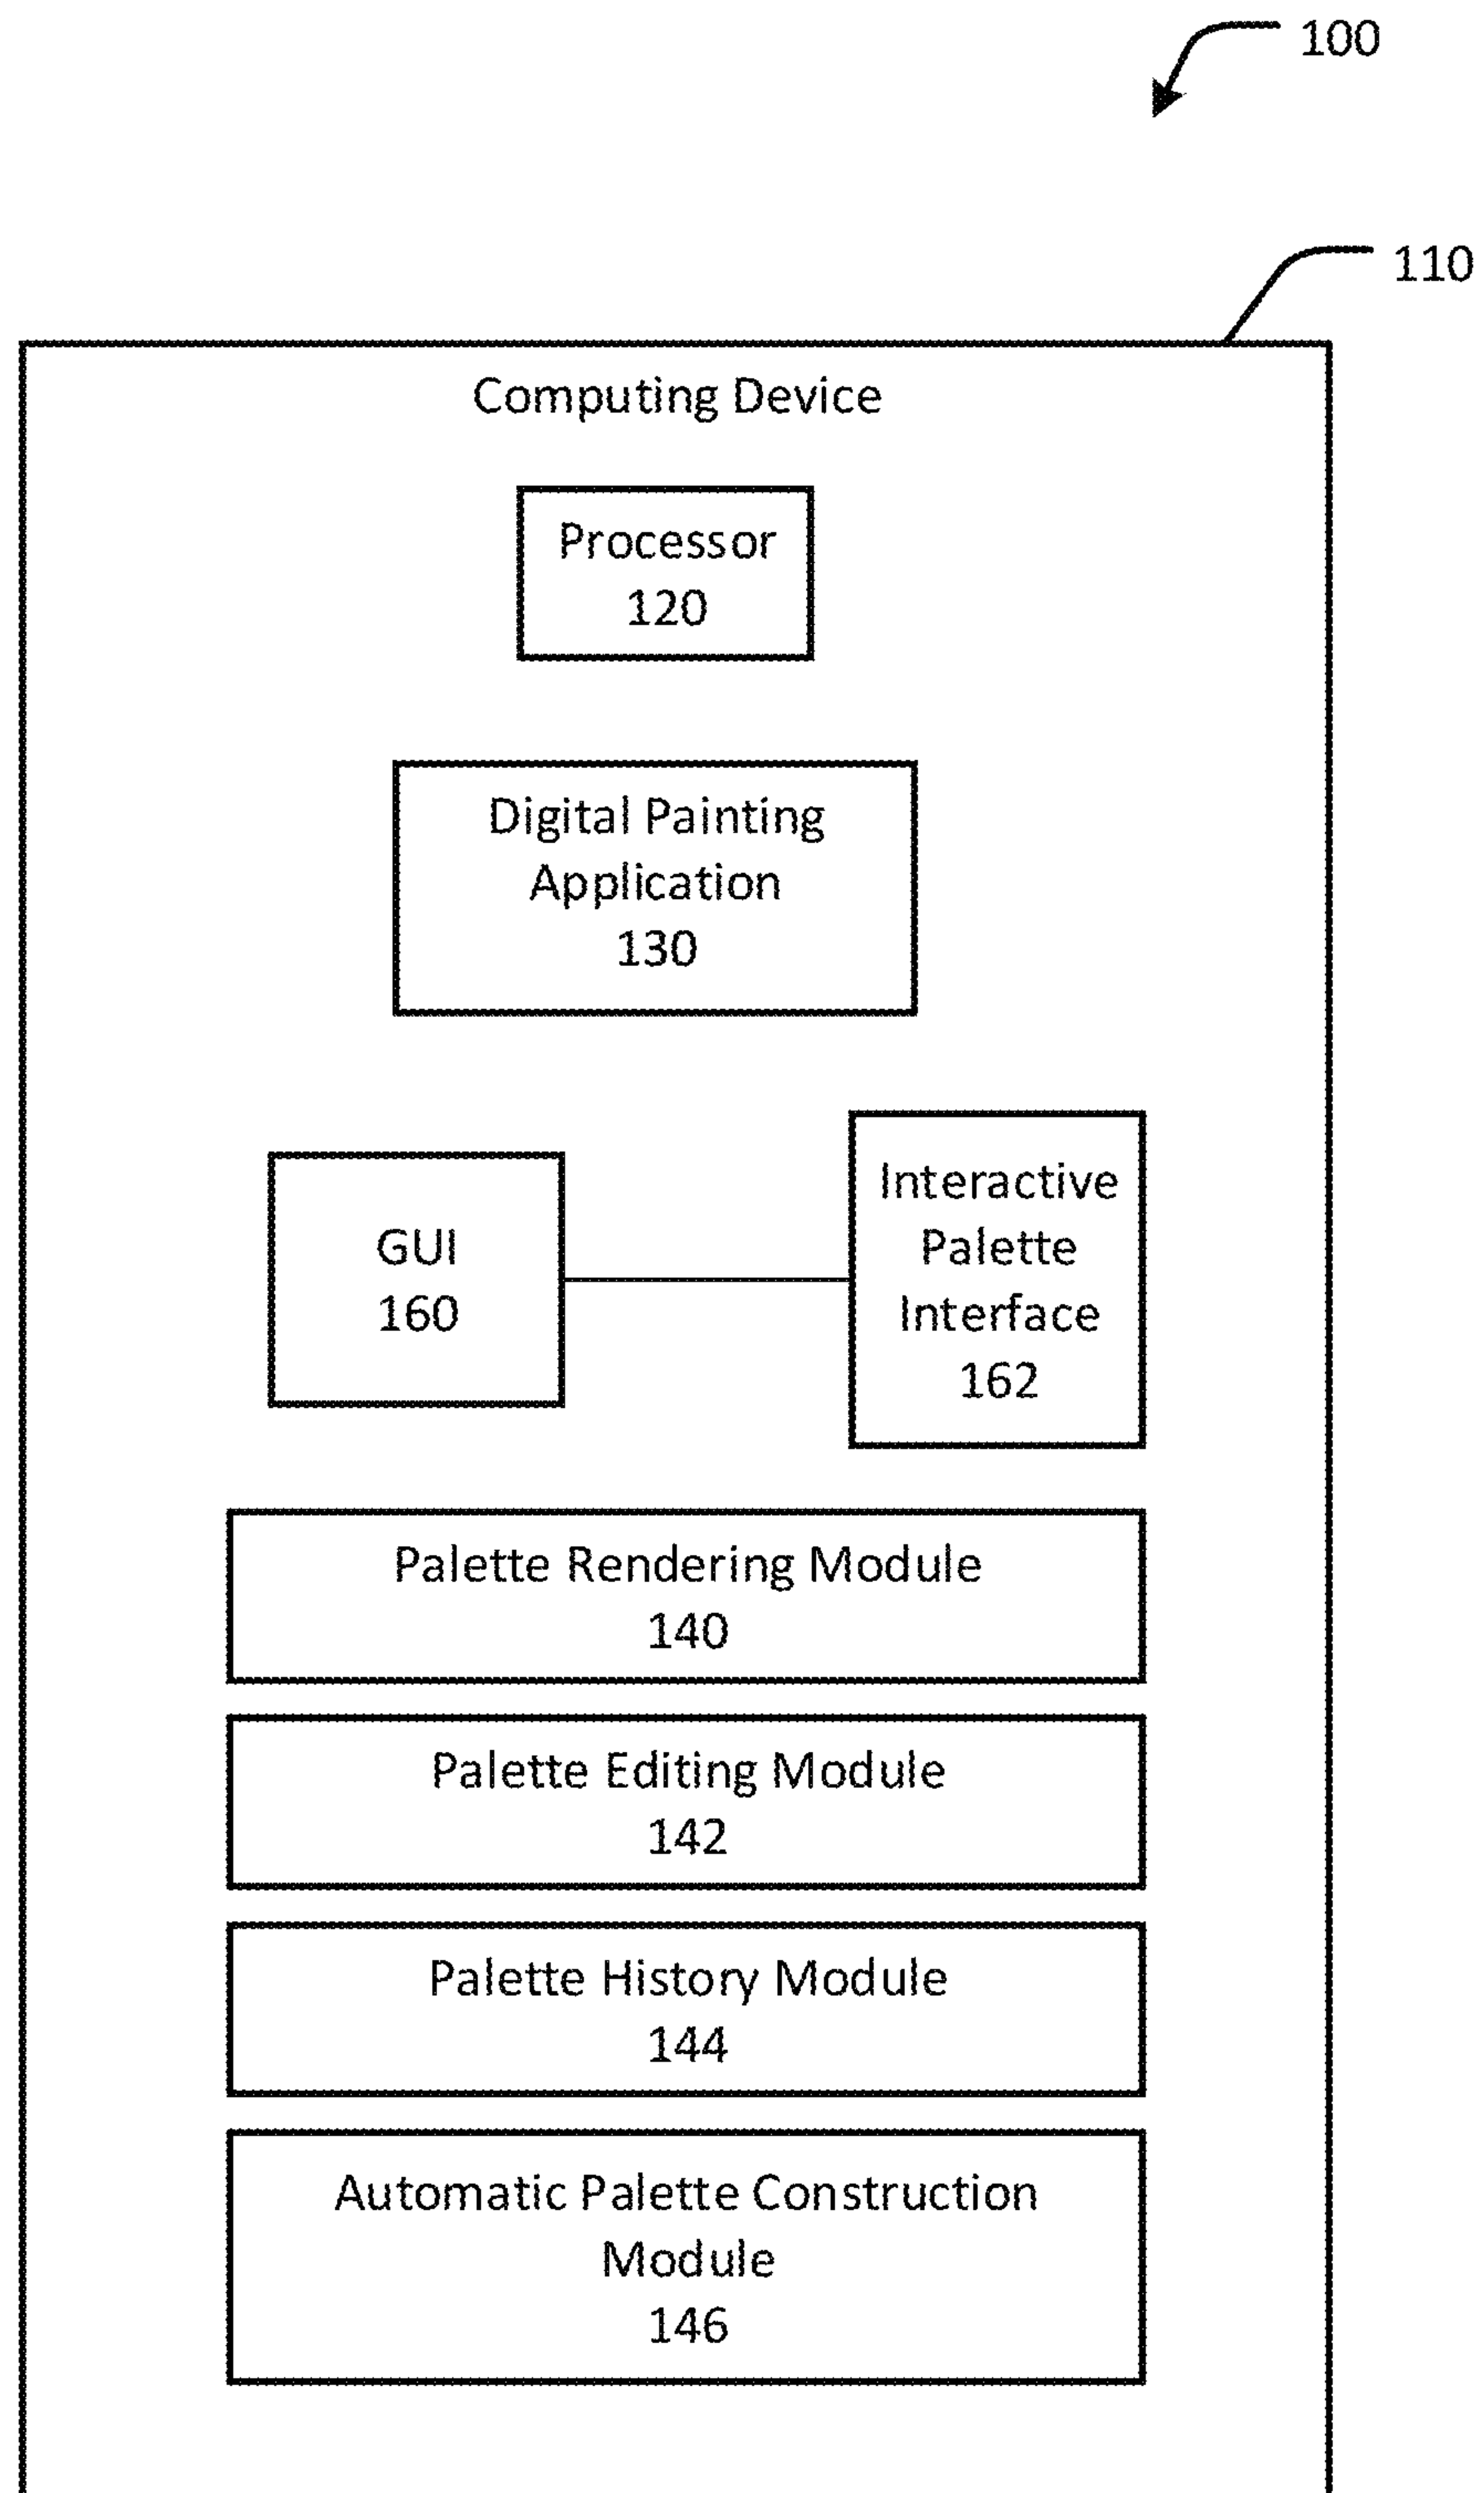 100
110
Computing Device
Processor
120
Digital Painting
Application
130
GUI
160
Interactive
Palette
Interface
162
Palette Rendering Module
140
Palette Editing Module
142
Palette History Module
144
Automatic Palette Construction
Module
146